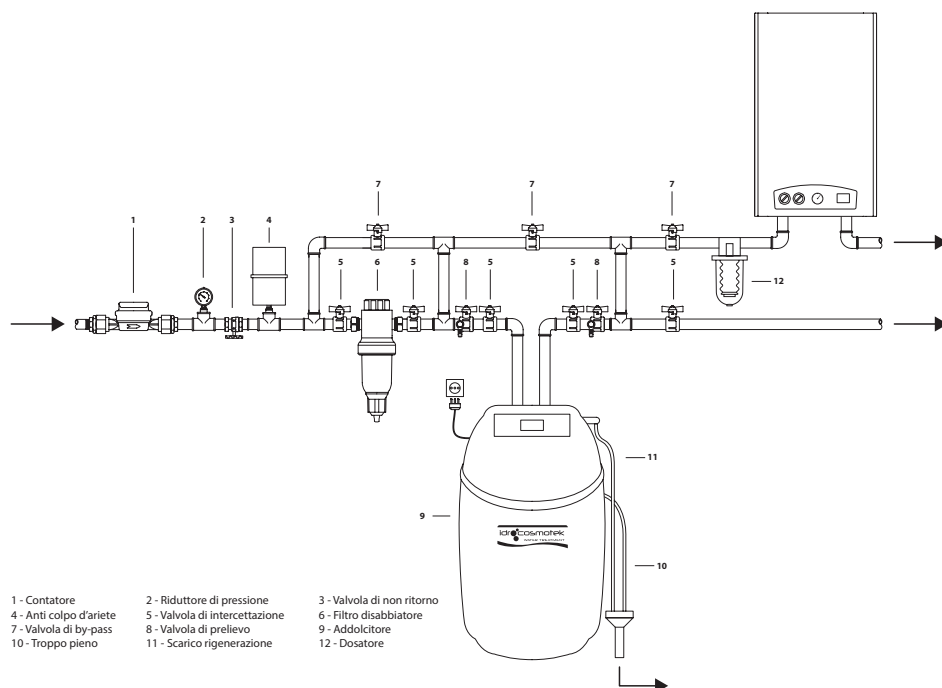 7
7
7
1
2
3
4
5
6
5
8
5
5
8
5
12
11
9
idrocosmotek
WATER TREATMENT
10
1 - Contatore
2 - Riduttore di pressione
3 - Valvola di non ritorno
4 - Anti colpo d'ariete
5 - Valvola di intercettazione
6 - Filtro disabbiatore
7 - Valvola di by-pass
8 - Valvola di prelievo
9 - Addolcitore
10 - Troppo pieno
11 - Scarico rigenerazione
12 - Dosatore